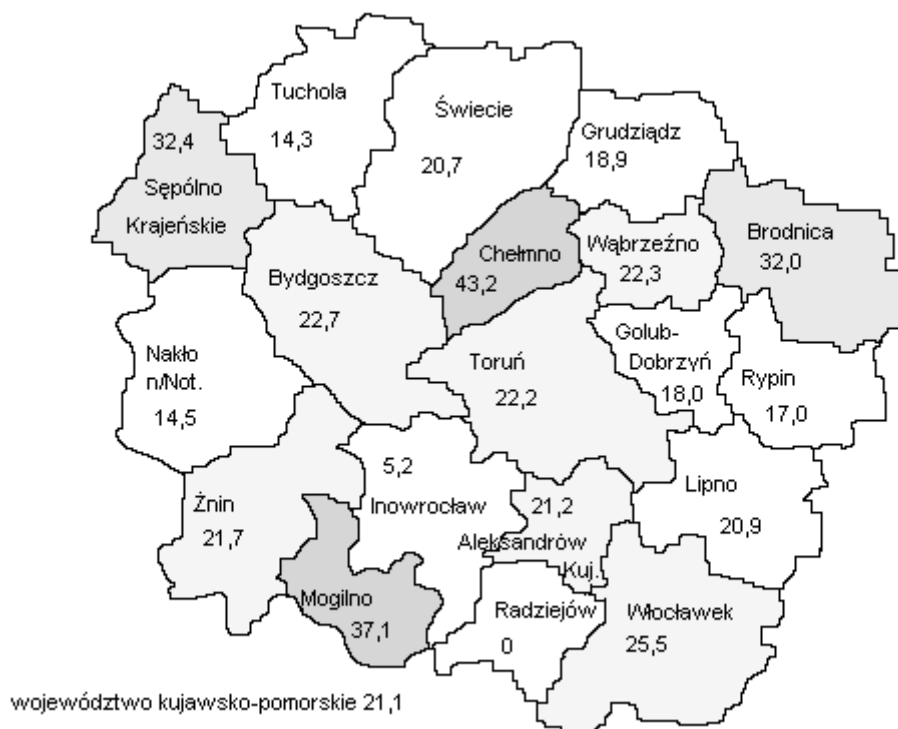 Tuchola
14,3
Świecie
20,7
Grudziądz
18,9
32,4
Sępólno
Krajeńskie
Chełmno
43,2
Wąbrzeźno
22,3
Brodnica
32,0
Bydgoszcz
22,7
Nakło
n/Not.
14,5
Toruń
22,2
Golub-
Dobrzyń
18,0
Rypin
17,0
Żnin
21,7
5,2
Inowrocław
21,2
Aleksandrów
Kuj.
Lipno
20,9
Mogilno
37,1
Radziejów
0
Włocławek
25,5
województwo kujawsko-pomorskie 21,1